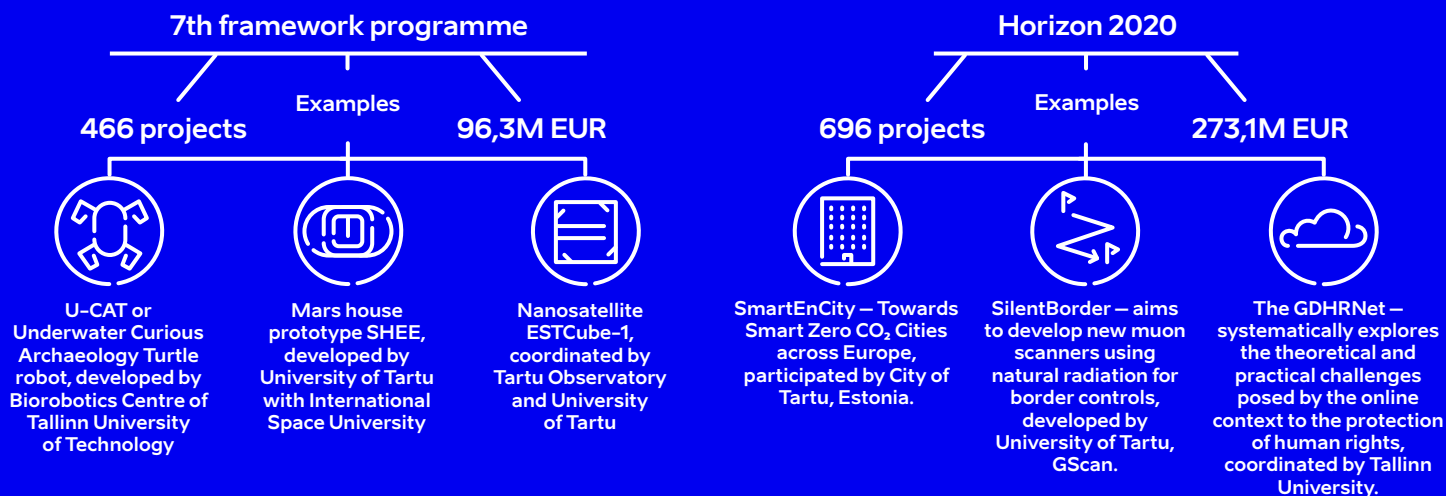 7th framework programme
466 projects
Examples
96,3M EUR
U-CAT or
Underwater Curious
Archaeology Turtle
robot, developed by
Biorobotics Centre of
Tallinn University
of Technology
Mars house
prototype SHEE,
developed by
University of Tartu
with International
Space University
Nanosatellite
ESTCube-1,
coordinated by
Tartu Observatory
and University
of Tartu
Horizon 2020
696 projects
Examples
273,1M EUR
SmartEnCity – Towards
Smart Zero CO₂ Cities
across Europe,
participated by City of
Tartu, Estonia.
SilentBorder – aims
to develop new muon
scanners using
natural radiation for
border controls,
developed by
University of Tartu,
GScan.
The GDHRNet –
systematically explores
the theoretical and
practical challenges
posed by the online
context to the protection
of human rights,
coordinated by Tallinn
University.